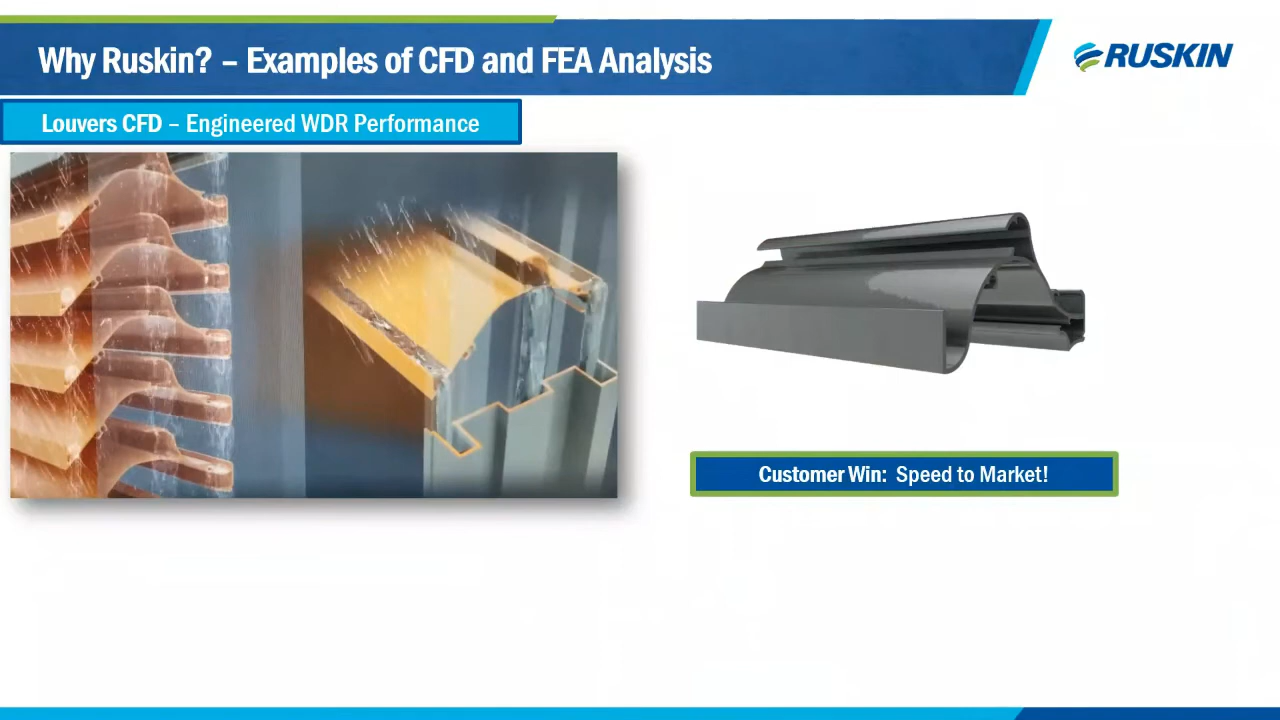 Why Ruskin? – Examples of CFD and FEA Analysis
RUSKIN
Louvers CFD – Engineered WDR Performance
Customer Win: Speed to Market!